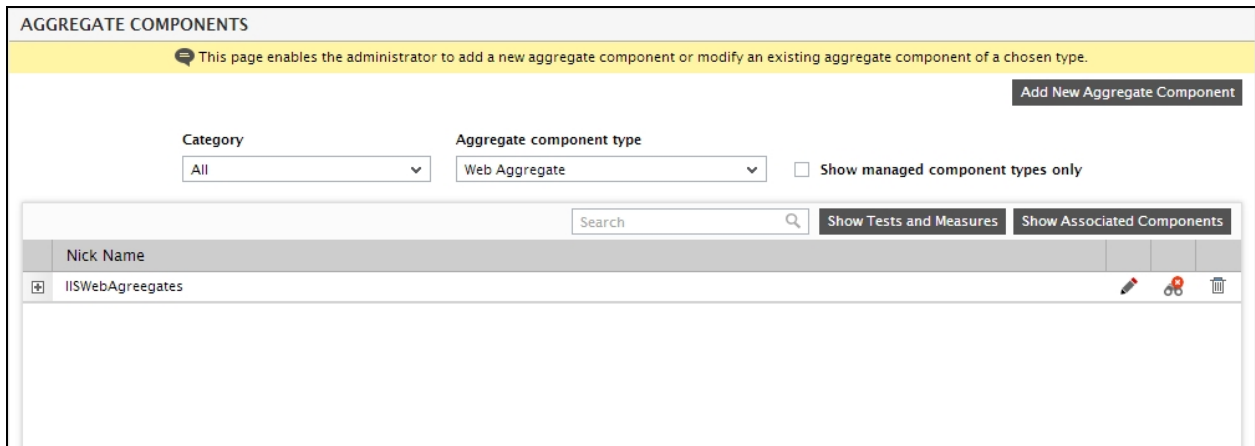 AGGREGATE COMPONENTS
This page enables the administrator to add a new aggregate component or modify an existing aggregate component of a chosen type.
Add New Aggregate Component
Category Aggregate component type
All Web Aggregate Show managed component types only
Search Show Tests and Measures Show Associated Components
Nick Name
IISWebAgreegates